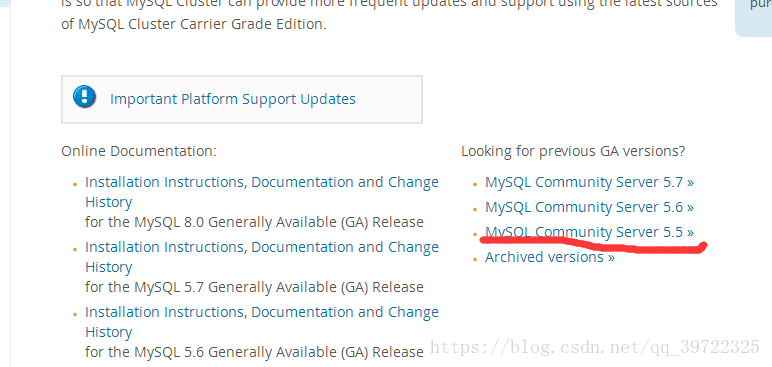 is so that MySQL Cluster can provide more frequent updates and support using the latest sources
of MySQL Cluster Carrier Grade Edition.
Important Platform Support Updates
Online Documentation:
Installation Instructions, Documentation and Change
History
for the MySQL 8.0 Generally Available (GA) Release
Installation Instructions, Documentation and Change
History
for the MySQL 5.7 Generally Available (GA) Release
Installation Instructions, Documentation and Change
History
for the MySQL 5.6 Generally Available (GA) Release
Looking for previous GA versions?
MySQL Community Server 5.7 »
MySQL Community Server 5.6 »
MySQL Community Server 5.5 »
Archived versions »
https://blog.csdn.net/qq_39722325